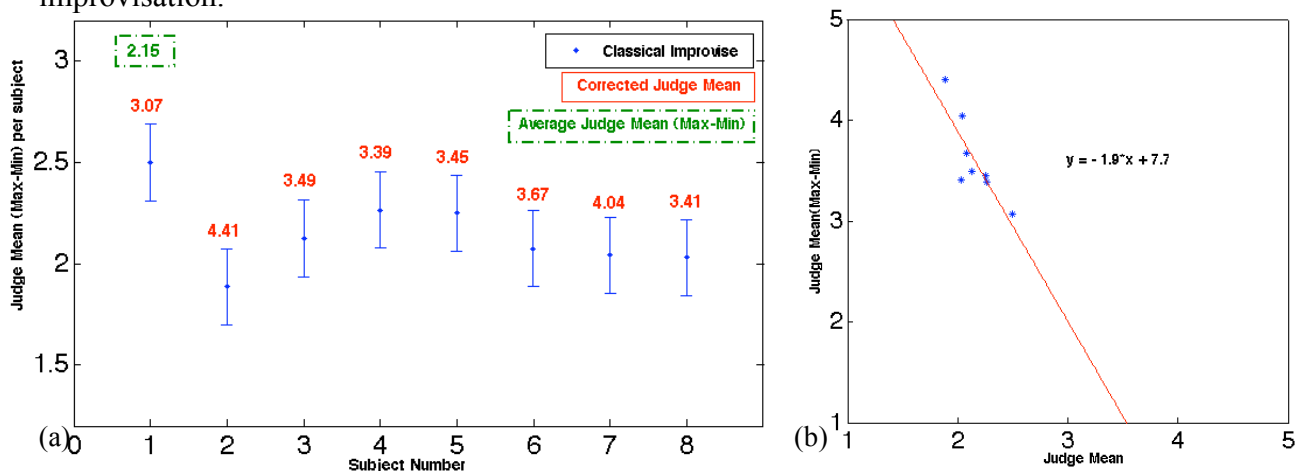 improvisation.
3
2.5
2
1.5
0
1
2
3
4
5
6
7
8
Judge Mean (Max-Min) per subject
2.15
3.07
4.41
3.49
3.39
3.45
3.67
4.04
3.41
Classical Improvise
Corrected Judge Mean
Average Judge Mean (Max-Min)
(a)
Subject Number
5
4
3
2
1
Judge Mean(Max-Min)
y = - 1.9*x + 7.7
1
2
3
4
5
(b)
Judge Mean